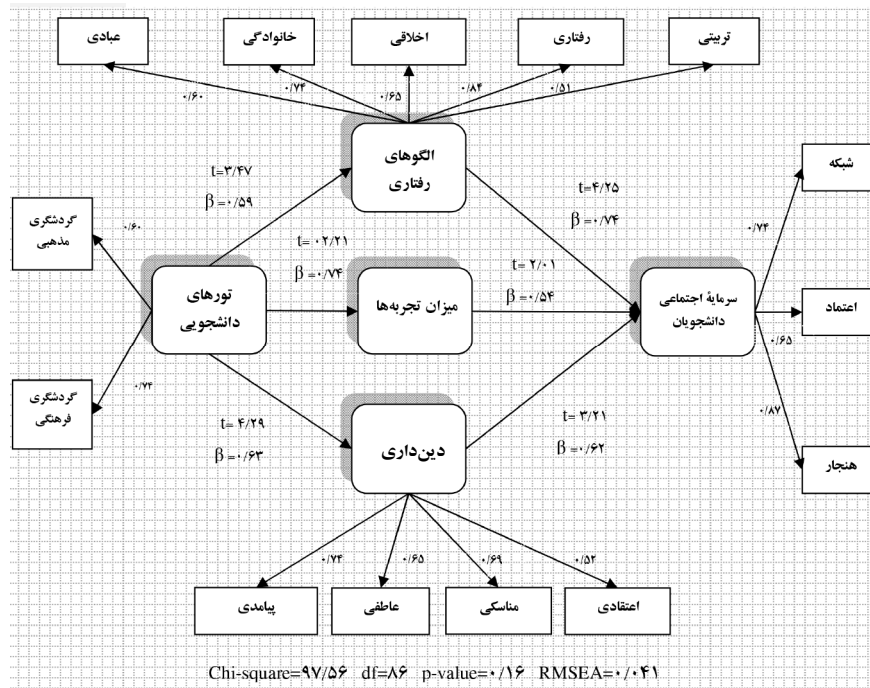 عبادی
خانوادگی
اخلاقی
رفتاری
تربیتی
۰/۶۰
۰/۷۴
۰/۶۵
۰/۸۴
۰/۵۱
الگوهای
رفتاری
t=۳/۴۷
β =۰/۵۹
t=۴/۲۵
β =۰/۷۴
شبکه
۰/۷۴
گردشگری
مذهبی
۰/۶۰
t= ۰۲/۲۱
β =۰/۷۴
t= ۲/۰۱
β =۰/۵۴
تورهای
دانشجویی
میزان تجربه‌ها
سرمایهٔ اجتماعی
دانشجویان
اعتماد
۰/۶۵
گردشگری
فرهنگی
۰/۷۴
t= ۴/۲۹
β =۰/۶۳
دین‌داری
t= ۳/۲۱
β =۰/۶۲
۰/۸۷
هنجار
۰/۷۴
۰/۶۵
۰/۶۹
۰/۵۲
پیامدی
عاطفی
مناسکی
اعتقادی
Chi-square=۹۷/۵۶ df=۸۶ p-value=۰/۱۶ RMSEA=۰/۰۴۱